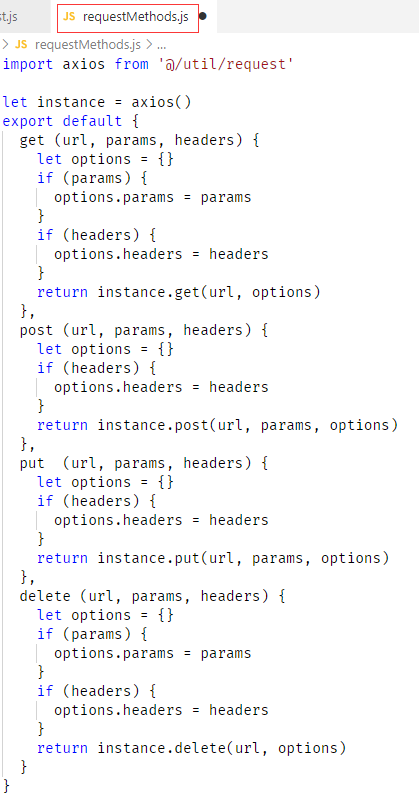 st.js JS requestMethods.js
> JS requestMethods.js > ...
import axios from '@/util/request'
let instance = axios()
export default {
get (url, params, headers) {
let options = {}
if (params) {
options.params = params
}
if (headers) {
options.headers = headers
}
return instance.get(url, options)
},
post (url, params, headers) {
let options = {}
if (headers) {
options.headers = headers
}
return instance.post(url, params, options)
},
put  (url, params, headers) {
let options = {}
if (headers) {
options.headers = headers
}
return instance.put(url, params, options)
},
delete (url, params, headers) {
let options = {}
if (params) {
options.params = params
}
if (headers) {
options.headers = headers
}
return instance.delete(url, options)
}
}